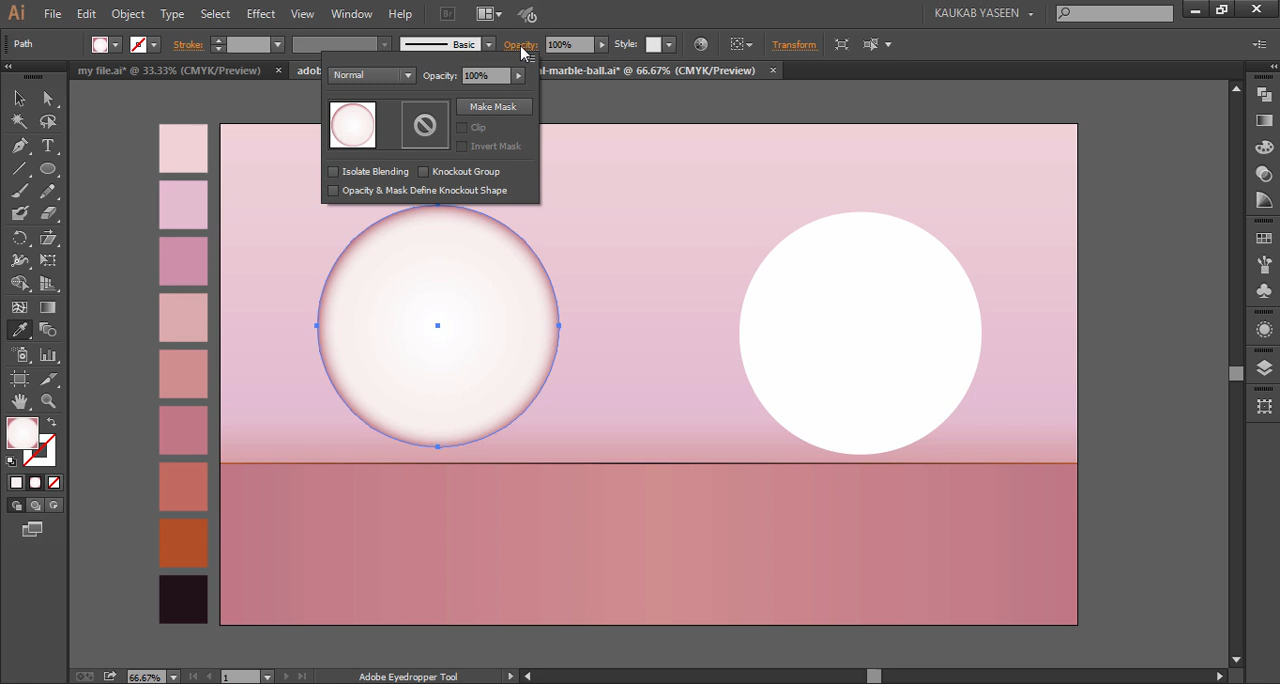 Ai File Edit Object Type Select Effect View Window Help Br KAUKAB YASEEN
Path Stroke: Basic Opacity: 100% Style: Transform
my file.ai* @ 33.33% (CMYK/Preview) × adob al-marble-ball.ai* @ 66.67% (CMYK/Preview) ×
Normal Opacity: 100%
Make Mask
Clip
Invert Mask
Isolate Blending Knockout Group
Opacity & Mask Define Knockout Shape
T
66.67% 1 Adobe Eyedropper Tool